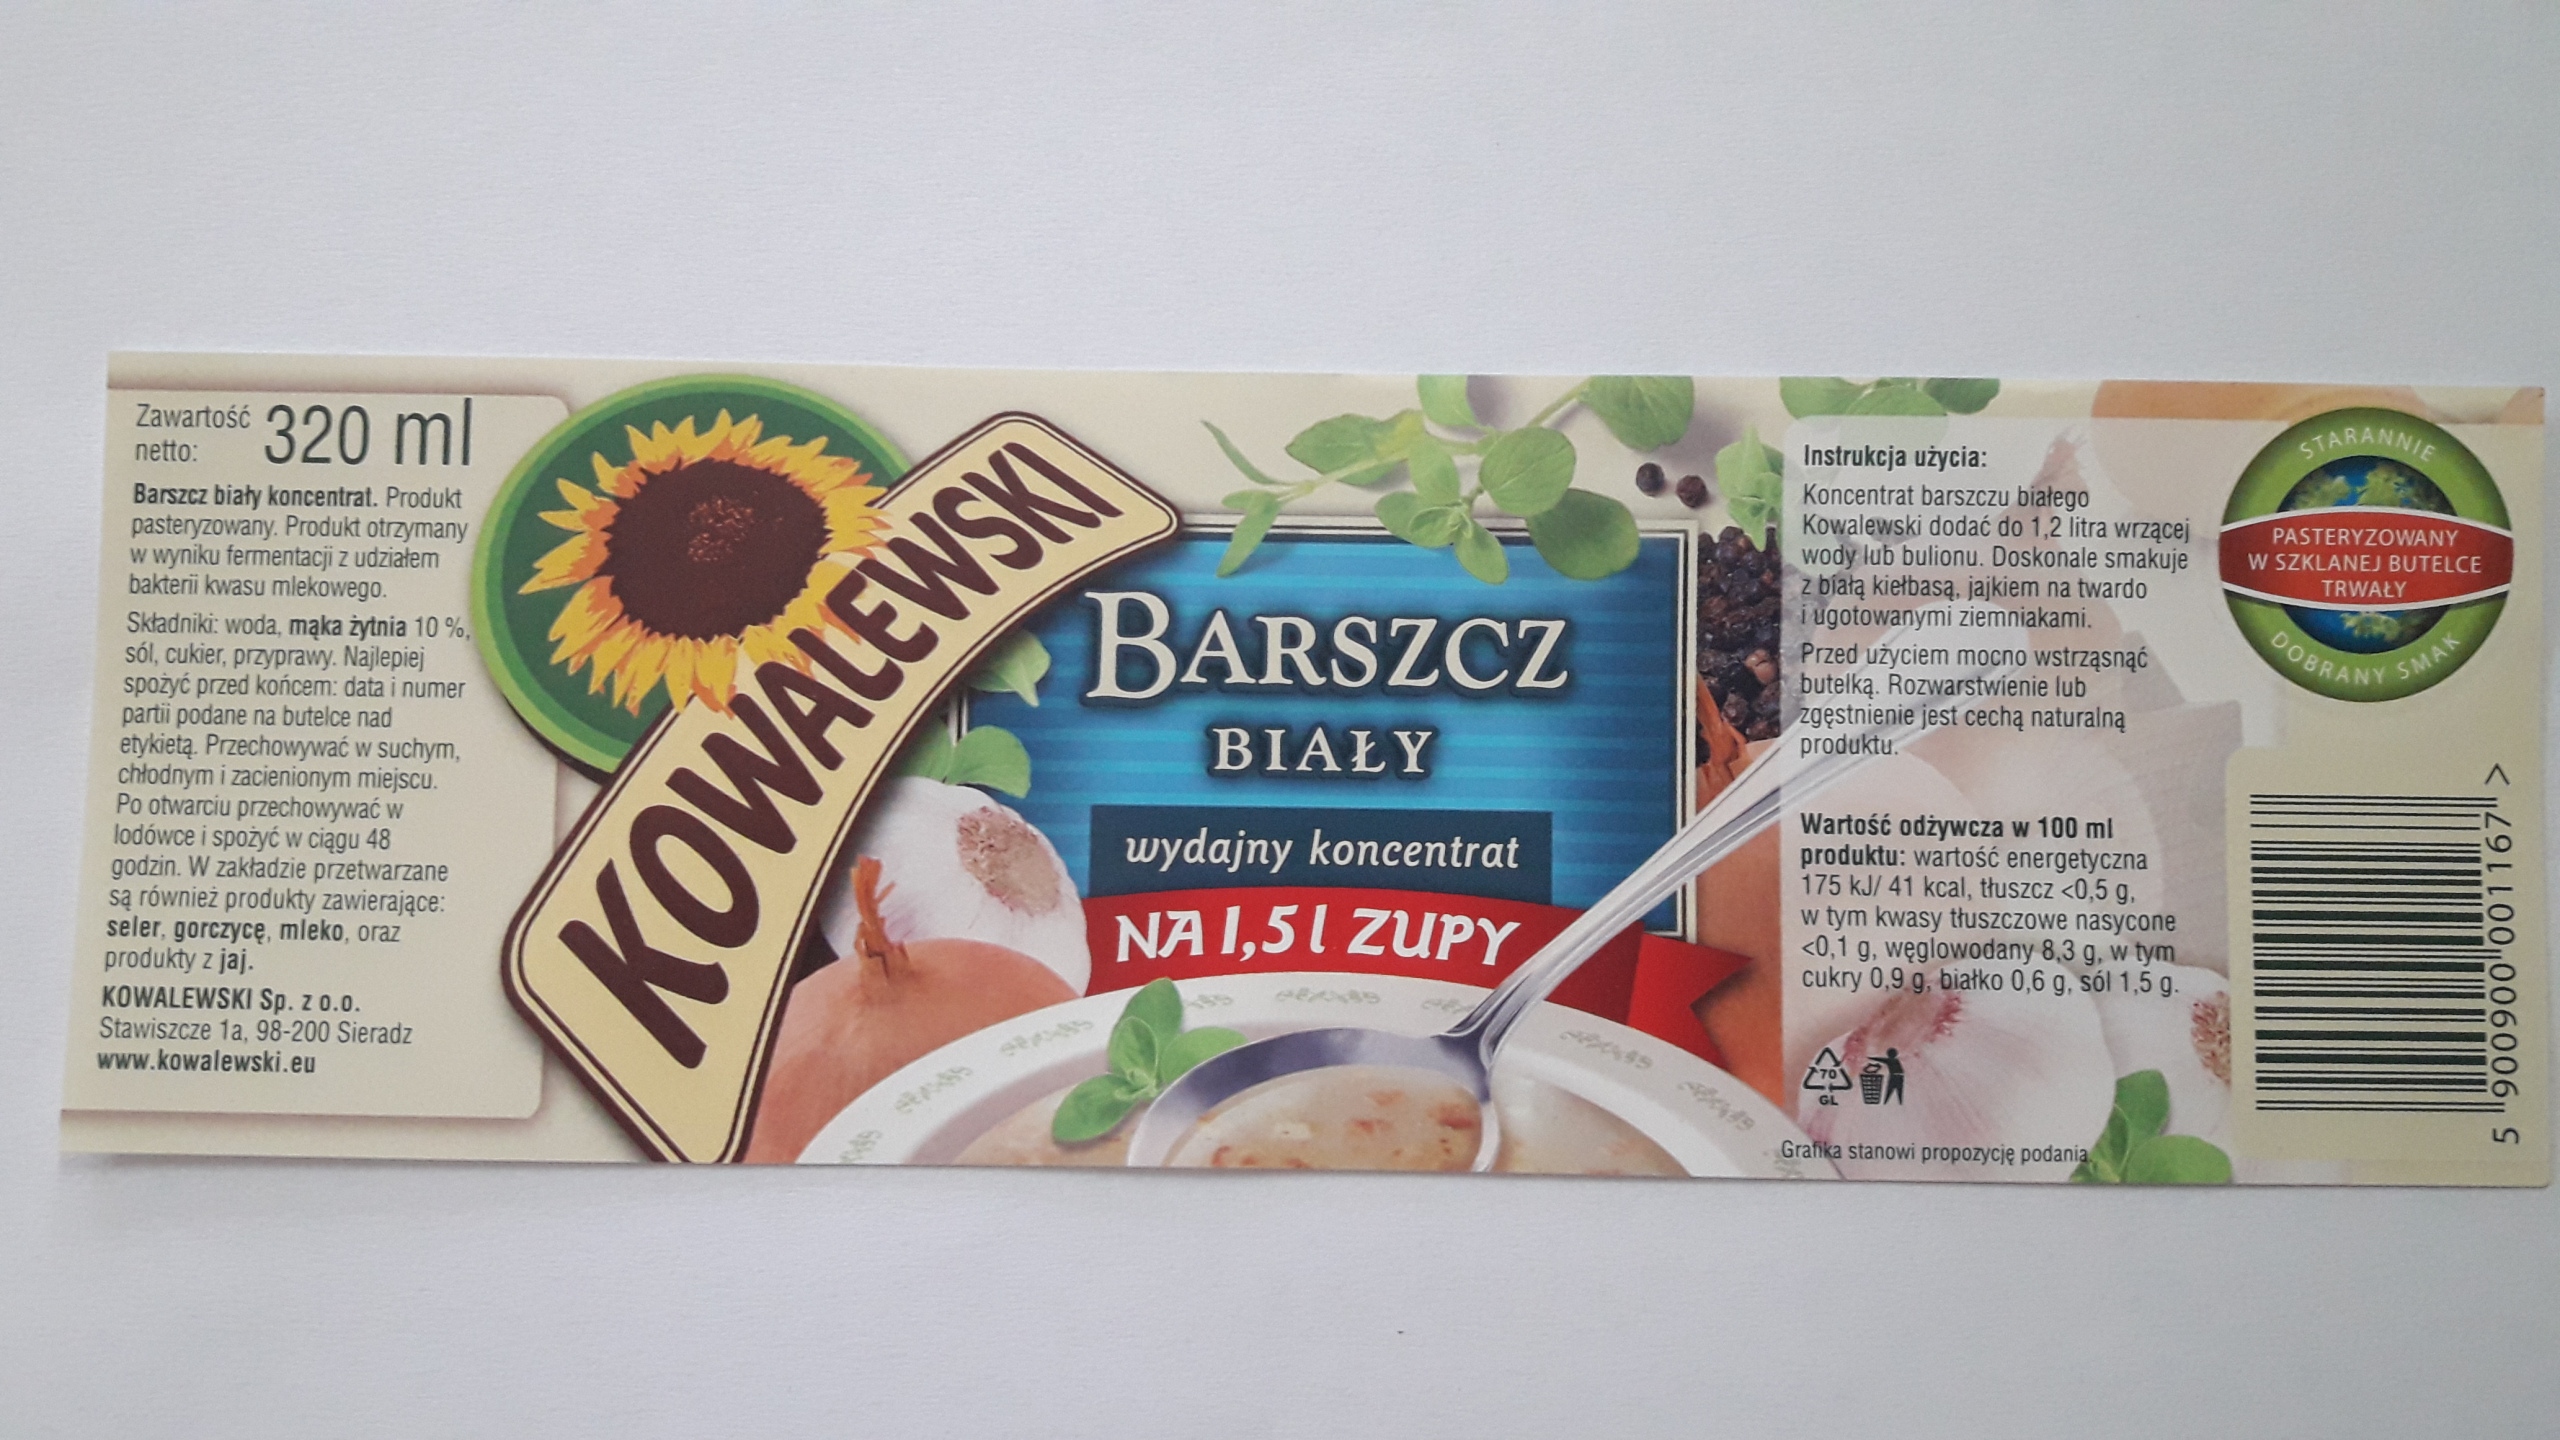 Zawartość
netto: 320 ml
Barszcz biały koncentrat. Produkt
pasteryzowany. Produkt otrzymany
w wyniku fermentacji z udziałem
bakterii kwasu mlekowego.
Składniki: woda, mąka żytnia 10 %,
sól, cukier, przyprawy. Najlepiej
spożyć przed końcem: data i numer
partii podane na butelce nad
etykietą. Przechowywać w suchym,
chłodnym i zacienionym miejscu.
Po otwarciu przechowywać w
lodówce i spożyć w ciągu 48
godzin. W zakładzie przetwarzane
są również produkty zawierające:
seler, gorczycę, mleko, oraz
produkty z jaj.
KOWALEWSKI Sp. z o.o.
Stawiszcze 1a, 98-200 Sieradz
www.kowalewski.eu
KOWALEWSKI
BARSZCZ
BIAŁY
wydajny koncentrat
NA 1,5 l ZUPY
Instrukcja użycia:
Koncentrat barszczu białego
Kowalewski dodać do 1,2 litra wrzącej
wody lub bulionu. Doskonale smakuje
z białą kiełbasą, jajkiem na twardo
i ugotowanymi ziemniakami.
Przed użyciem mocno wstrząsnąć
butelką. Rozwarstwienie lub
zgęstnienie jest cechą naturalną
produktu.
Wartość odżywcza w 100 ml
produktu: wartość energetyczna
175 kJ/ 41 kcal, tłuszcz <0,5 g,
w tym kwasy tłuszczowe nasycone
<0,1 g, węglowodany 8,3 g, w tym
cukry 0,9 g, białko 0,6 g, sól 1,5 g.
70
GL
Grafika stanowi propozycję podania.
STARANNIE
PASTERYZOWANY
W SZKLANEJ BUTELCE
TRWAŁY
DOBRANY SMAK
5 900900 001167 >